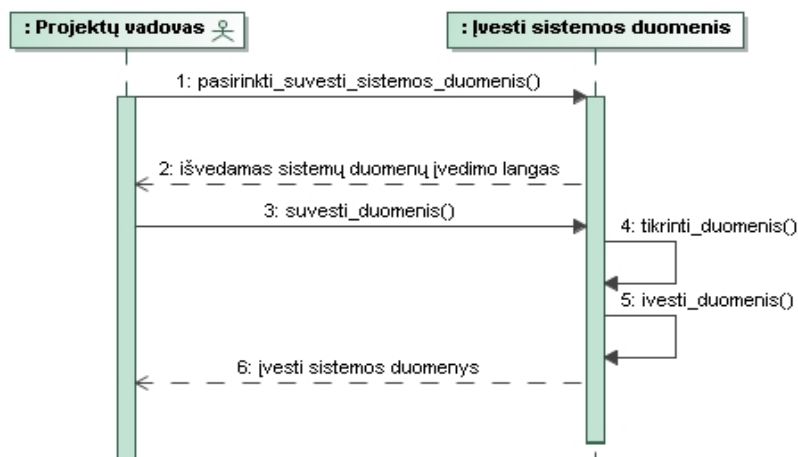 : Projektų vadovas
: Įvesti sistemos duomenis
1: pasirinkti_suvesti_sistemos_duomenis()
2: išvedamas sistemų duomenų įvedimo langas
3: suvesti_duomenis()
4: tikrinti_duomenis()
5: ivesti_duomenis()
6: įvesti sistemos duomenys